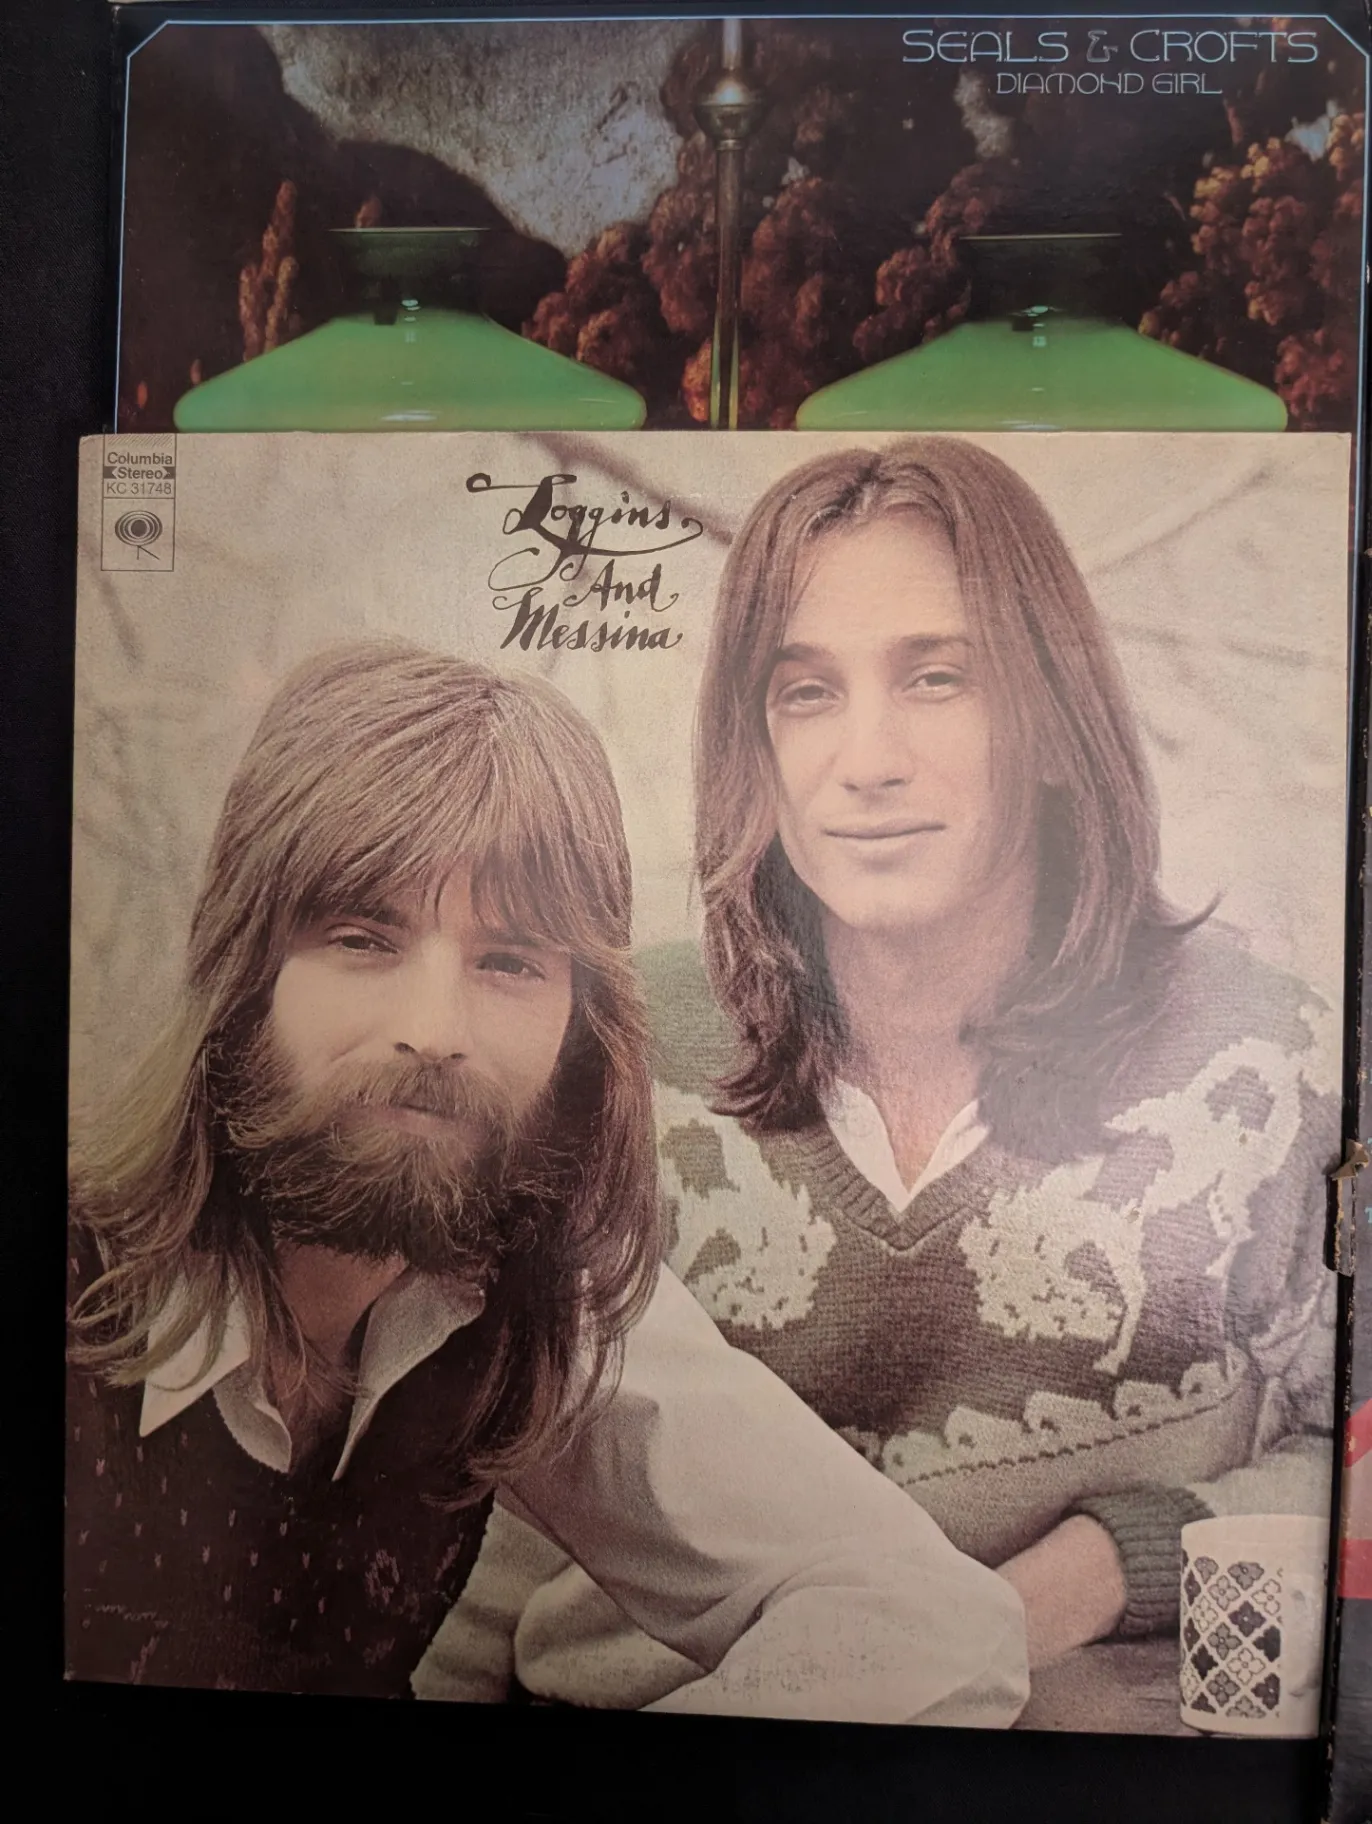 SEALS & CROFTS
DIAMOND GIRL
Columbia
Stereo
KC 31748
Loggins
And
Messina